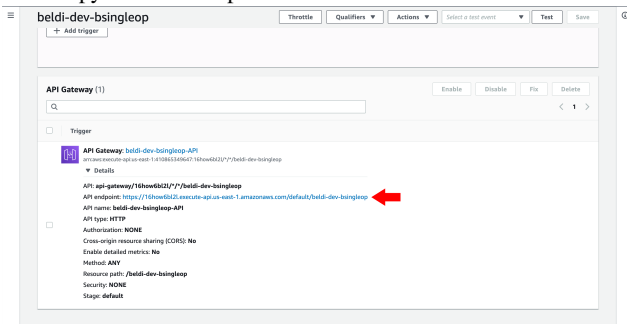 beldi-dev-bsingleop
Throttle Qualifiers ▼ Actions ▼ Select a test event ▼ Test Save
+ Add trigger
API Gateway (1)
Enable Disable Fix Delete
< 1 >
Trigger
API Gateway: beldi-dev-bsingleop-API
arn:aws:execute-api:us-east-1:410865349647:16how6bl2l/*/*/beldi-dev-bsingleop
▼ Details
API: api-gateway/16how6bl2l/*/*/beldi-dev-bsingleop
API endpoint: https://16how6bl2l.execute-api.us-east-1.amazonaws.com/default/beldi-dev-bsingleop
API name: beldi-dev-bsingleop-API
API type: HTTP
Authorization: NONE
Cross-origin resource sharing (CORS): No
Enable detailed metrics: No
Method: ANY
Resource path: /beldi-dev-bsingleop
Security: NONE
Stage: default